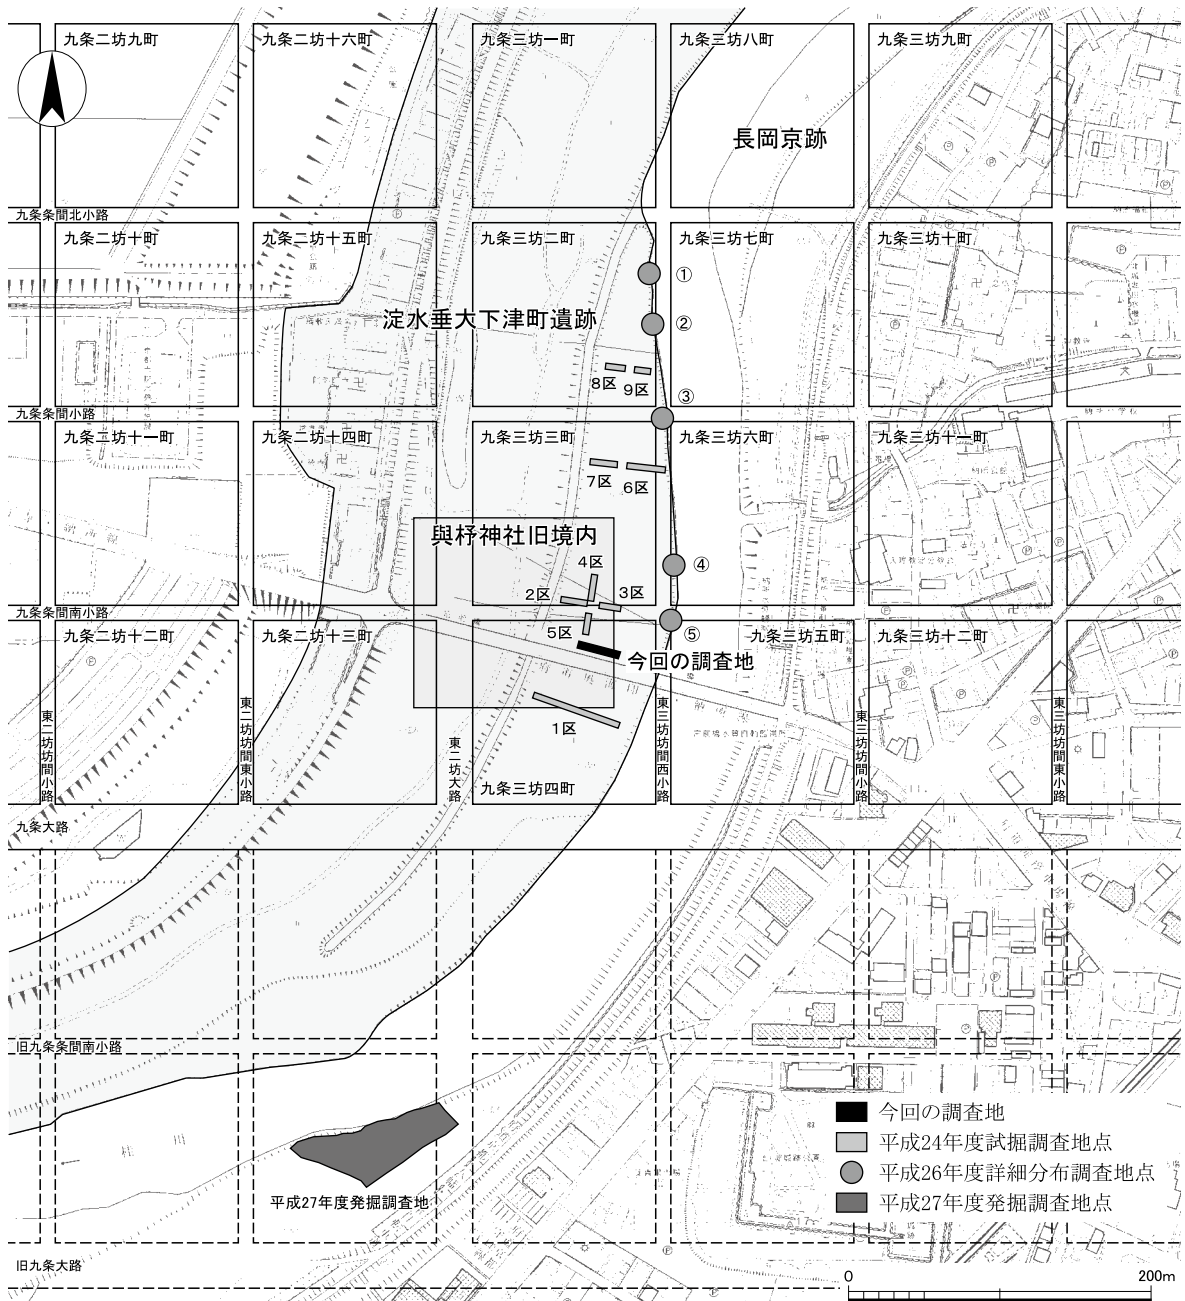 九条二坊九町
九条二坊十六町
九条三坊一町
九条三坊八町
九条三坊九町
長岡京跡
九条条間北小路
九条二坊十町
九条二坊十五町
九条三坊二町
九条三坊七町
九条三坊十町
①
淀水垂大下津町遺跡
②
8区
9区
③
九条条間小路
九条二坊十一町
九条二坊十四町
九条三坊三町
九条三坊六町
九条三坊十一町
7区
6区
與杼神社旧境内
4区
④
2区
3区
九条条間南小路
5区
⑤
九条二坊十二町
九条二坊十三町
九条三坊五町
九条三坊十二町
今回の調査地
1区
東二坊坊間小路
東二坊坊間東小路
東二坊大路
東三坊坊間西小路
東三坊坊間小路
東三坊坊間東小路
九条三坊四町
九条大路
旧九条条間南小路
桂川
平成27年度発掘調査地
今回の調査地
平成24年度試掘調査地点
平成26年度詳細分布調査地点
平成27年度発掘調査地点
旧九条大路
0
200m